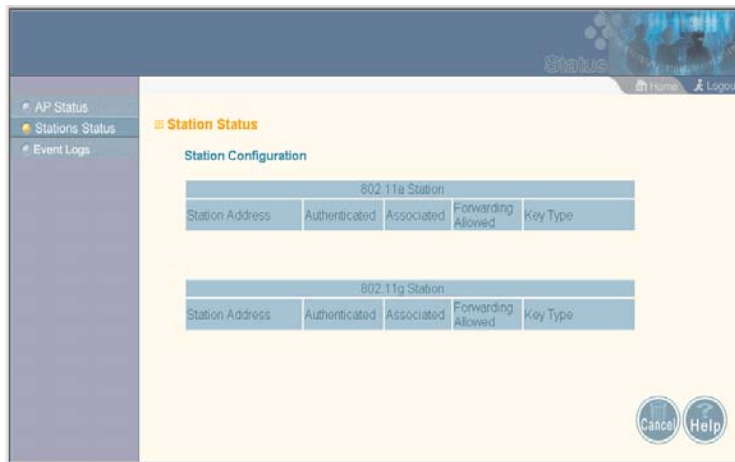 Status
Home Logou
AP Status
Stations Status
Event Logs
Station Status
Station Configuration
802.11a Station
Station Address Authenticated Associated Forwarding Allowed Key Type
802.11g Station
Station Address Authenticated Associated Forwarding Allowed Key Type
Cancel Help